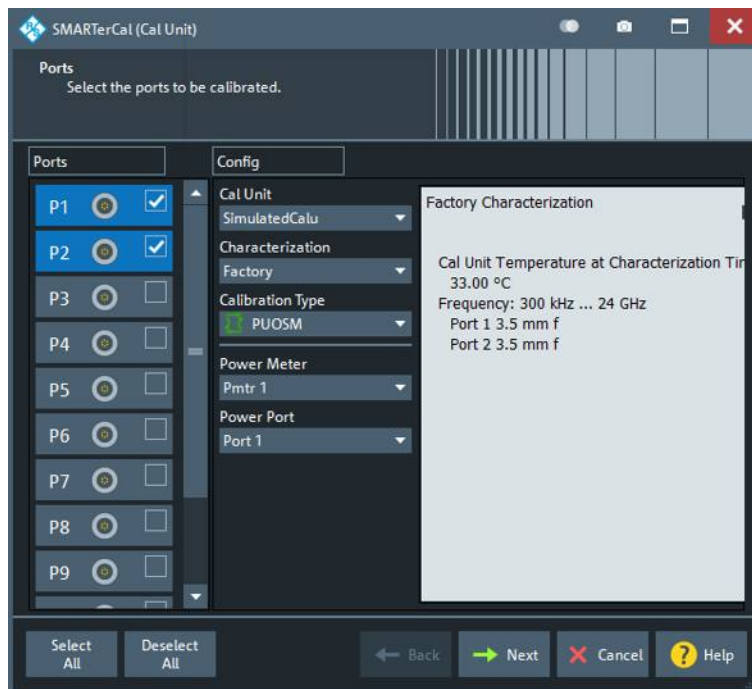 SMARTerCal (Cal Unit)
Ports
Select the ports to be calibrated.
Ports
P1
P2
P3
P4
P5
P6
P7
P8
P9
Config
Cal Unit
SimulatedCalu
Characterization
Factory
Calibration Type
PUOSM
Power Meter
Pmtr 1
Power Port
Port 1
Factory Characterization
Cal Unit Temperature at Characterization Tim
33.00 °C
Frequency: 300 kHz ... 24 GHz
Port 1 3.5 mm f
Port 2 3.5 mm f
Select
All
Deselect
All
Back
Next
Cancel
Help